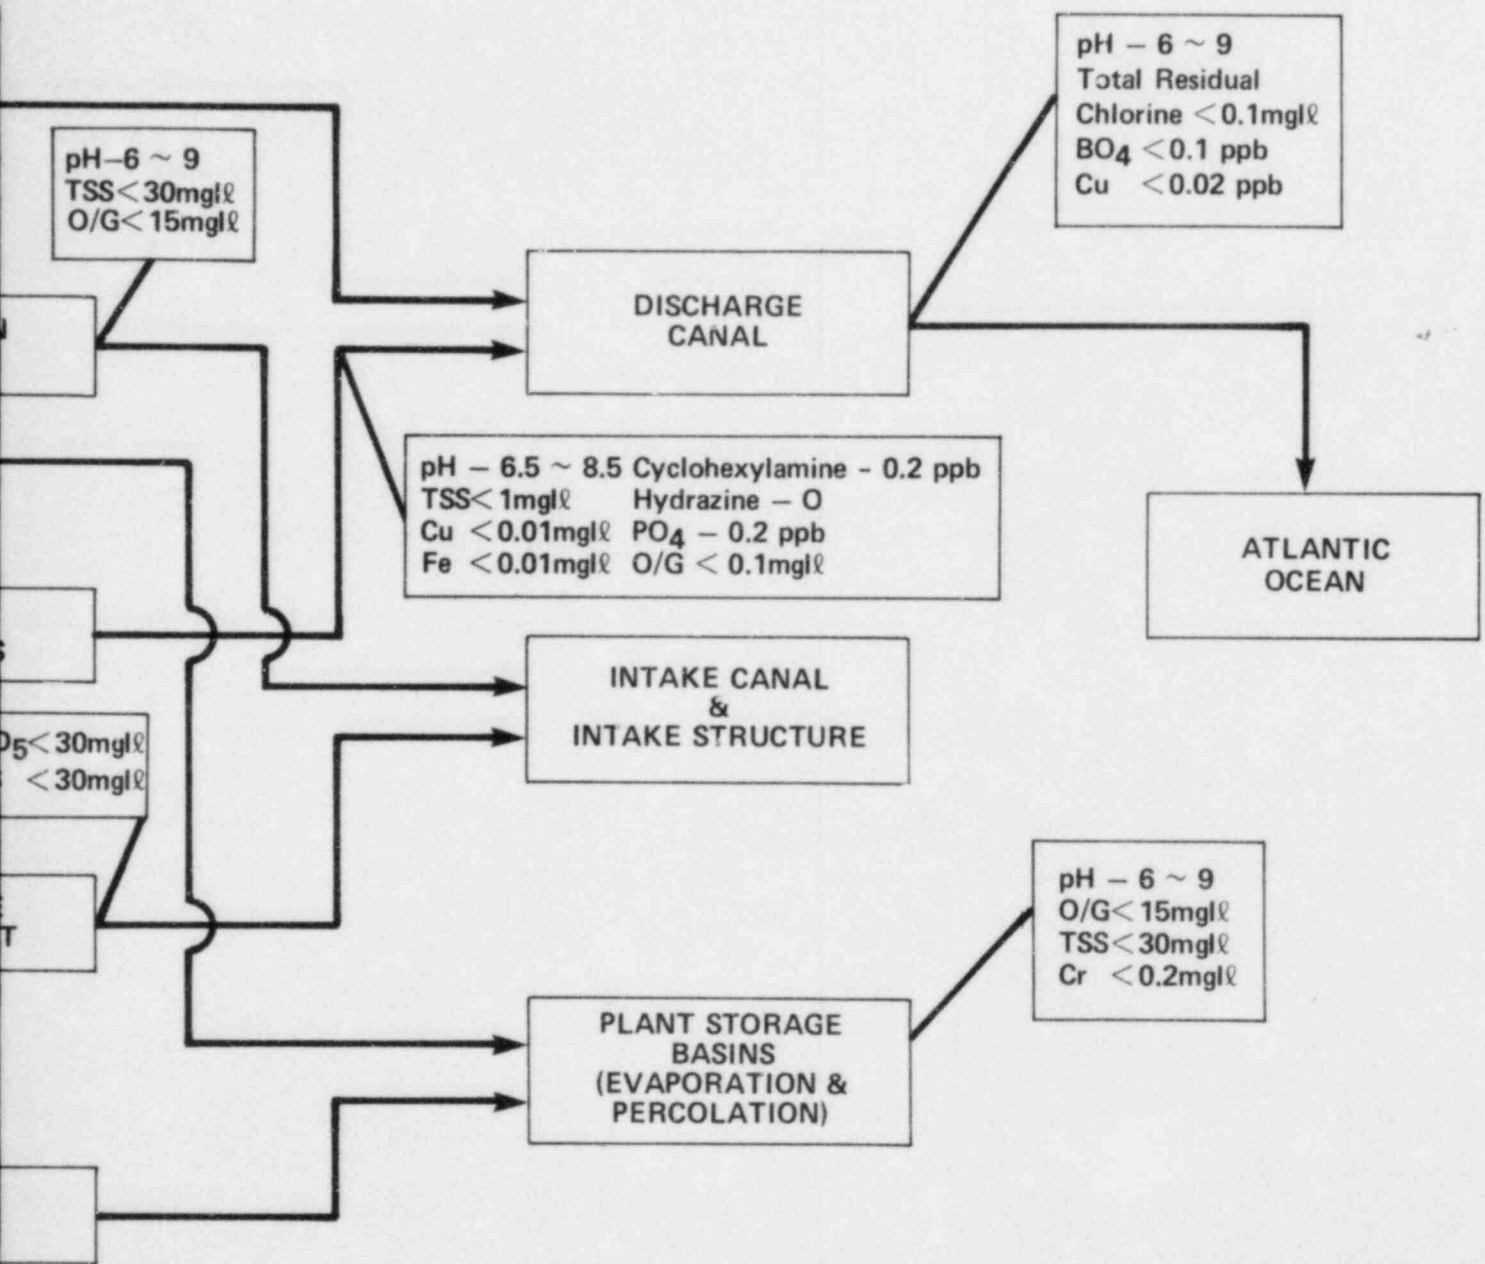 pH – 6 ~ 9
Total Residual
Chlorine <0.1mglℓ
BO4 <0.1 ppb
Cu <0.02 ppb
pH–6 ~ 9
TSS<30mglℓ
O/G<15mglℓ
N
DISCHARGE
CANAL
pH – 6.5 ~ 8.5 Cyclohexylamine - 0.2 ppb
TSS<1mglℓ Hydrazine – O
Cu <0.01mglℓ PO4 – 0.2 ppb
Fe <0.01mglℓ O/G < 0.1mglℓ
ATLANTIC
OCEAN
S
INTAKE CANAL
&
INTAKE STRUCTURE
D5<30mglℓ
<30mglℓ
T
pH – 6 ~ 9
O/G<15mglℓ
TSS<30mglℓ
Cr <0.2mglℓ
PLANT STORAGE
BASINS
(EVAPORATION &
PERCOLATION)